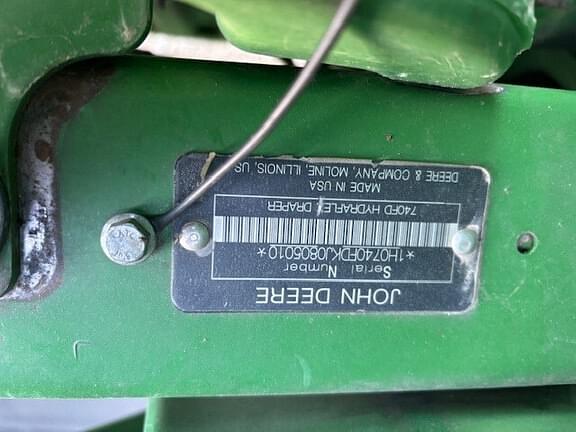 JOHN DEERE
Serial Number
*1H0740FDKJ0805010*
740FD HYDRAFLEX DRAPER
MADE IN USA
DEERE & COMPANY, MOLINE, ILLINOIS, US